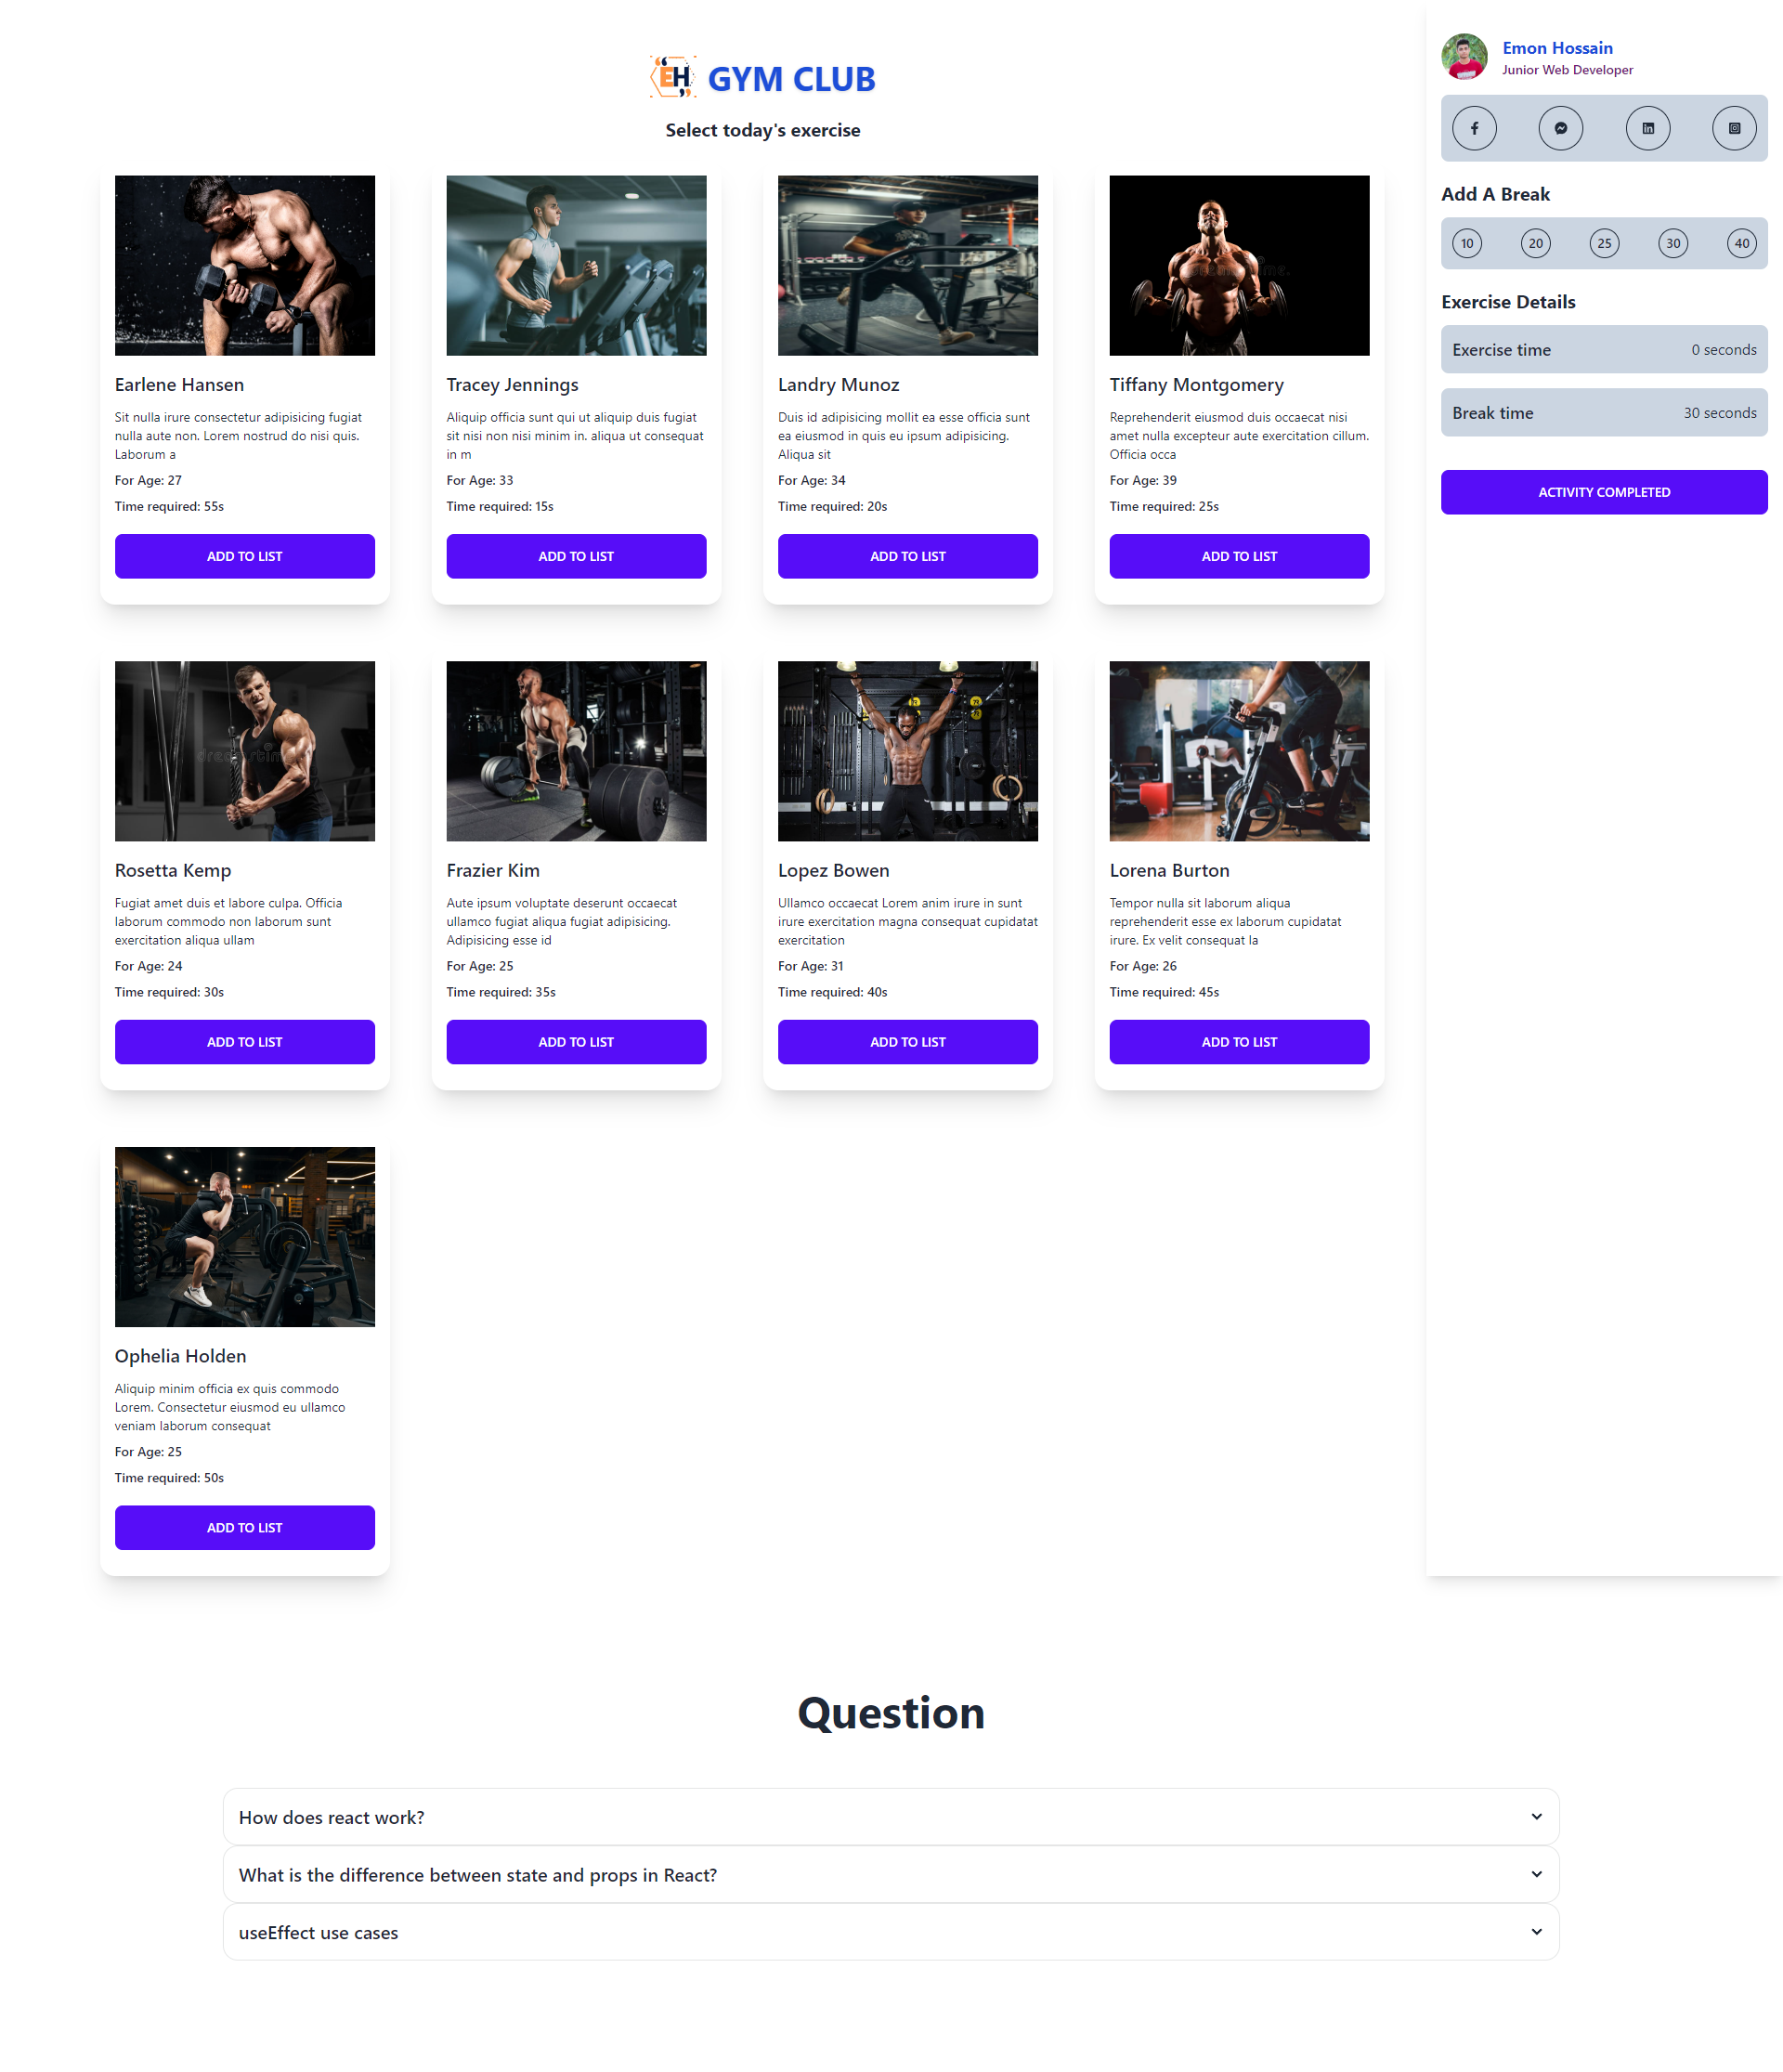 EH GYM CLUB
Select today's exercise
Earlene Hansen
Sit nulla irure consectetur adipisicing fugiat
nulla aute non. Lorem nostrud do nisi quis.
Laborum a
For Age: 27
Time required: 55s
ADD TO LIST
Tracey Jennings
Aliquip officia sunt qui ut aliquip duis fugiat
sit nisi non nisi minim in. aliqua ut consequat
in m
For Age: 33
Time required: 15s
ADD TO LIST
Landry Munoz
Duis id adipisicing mollit ea esse officia sunt
ea eiusmod in quis eu ipsum adipisicing.
Aliqua sit
For Age: 34
Time required: 20s
ADD TO LIST
Tiffany Montgomery
Reprehenderit eiusmod duis occaecat nisi
amet nulla excepteur aute exercitation cillum.
Officia occa
For Age: 39
Time required: 25s
ADD TO LIST
Rosetta Kemp
Fugiat amet duis et labore culpa. Officia
laborum commodo non laborum sunt
exercitation aliqua ullam
For Age: 24
Time required: 30s
ADD TO LIST
Frazier Kim
Aute ipsum voluptate deserunt occaecat
ullamco fugiat aliqua fugiat adipisicing.
Adipisicing esse id
For Age: 25
Time required: 35s
ADD TO LIST
Lopez Bowen
Ullamco occaecat Lorem anim irure in sunt
irure exercitation magna consequat cupidatat
exercitation
For Age: 31
Time required: 40s
ADD TO LIST
Lorena Burton
Tempor nulla sit laborum aliqua
reprehenderit esse ex laborum cupidatat
irure. Ex velit consequat la
For Age: 26
Time required: 45s
ADD TO LIST
Ophelia Holden
Aliquip minim officia ex quis commodo
Lorem. Consectetur eiusmod eu ullamco
veniam laborum consequat
For Age: 25
Time required: 50s
ADD TO LIST
Emon Hossain
Junior Web Developer
Add A Break
10 20 25 30 40
Exercise Details
Exercise time 0 seconds
Break time 30 seconds
ACTIVITY COMPLETED
Question
How does react work?
What is the difference between state and props in React?
useEffect use cases